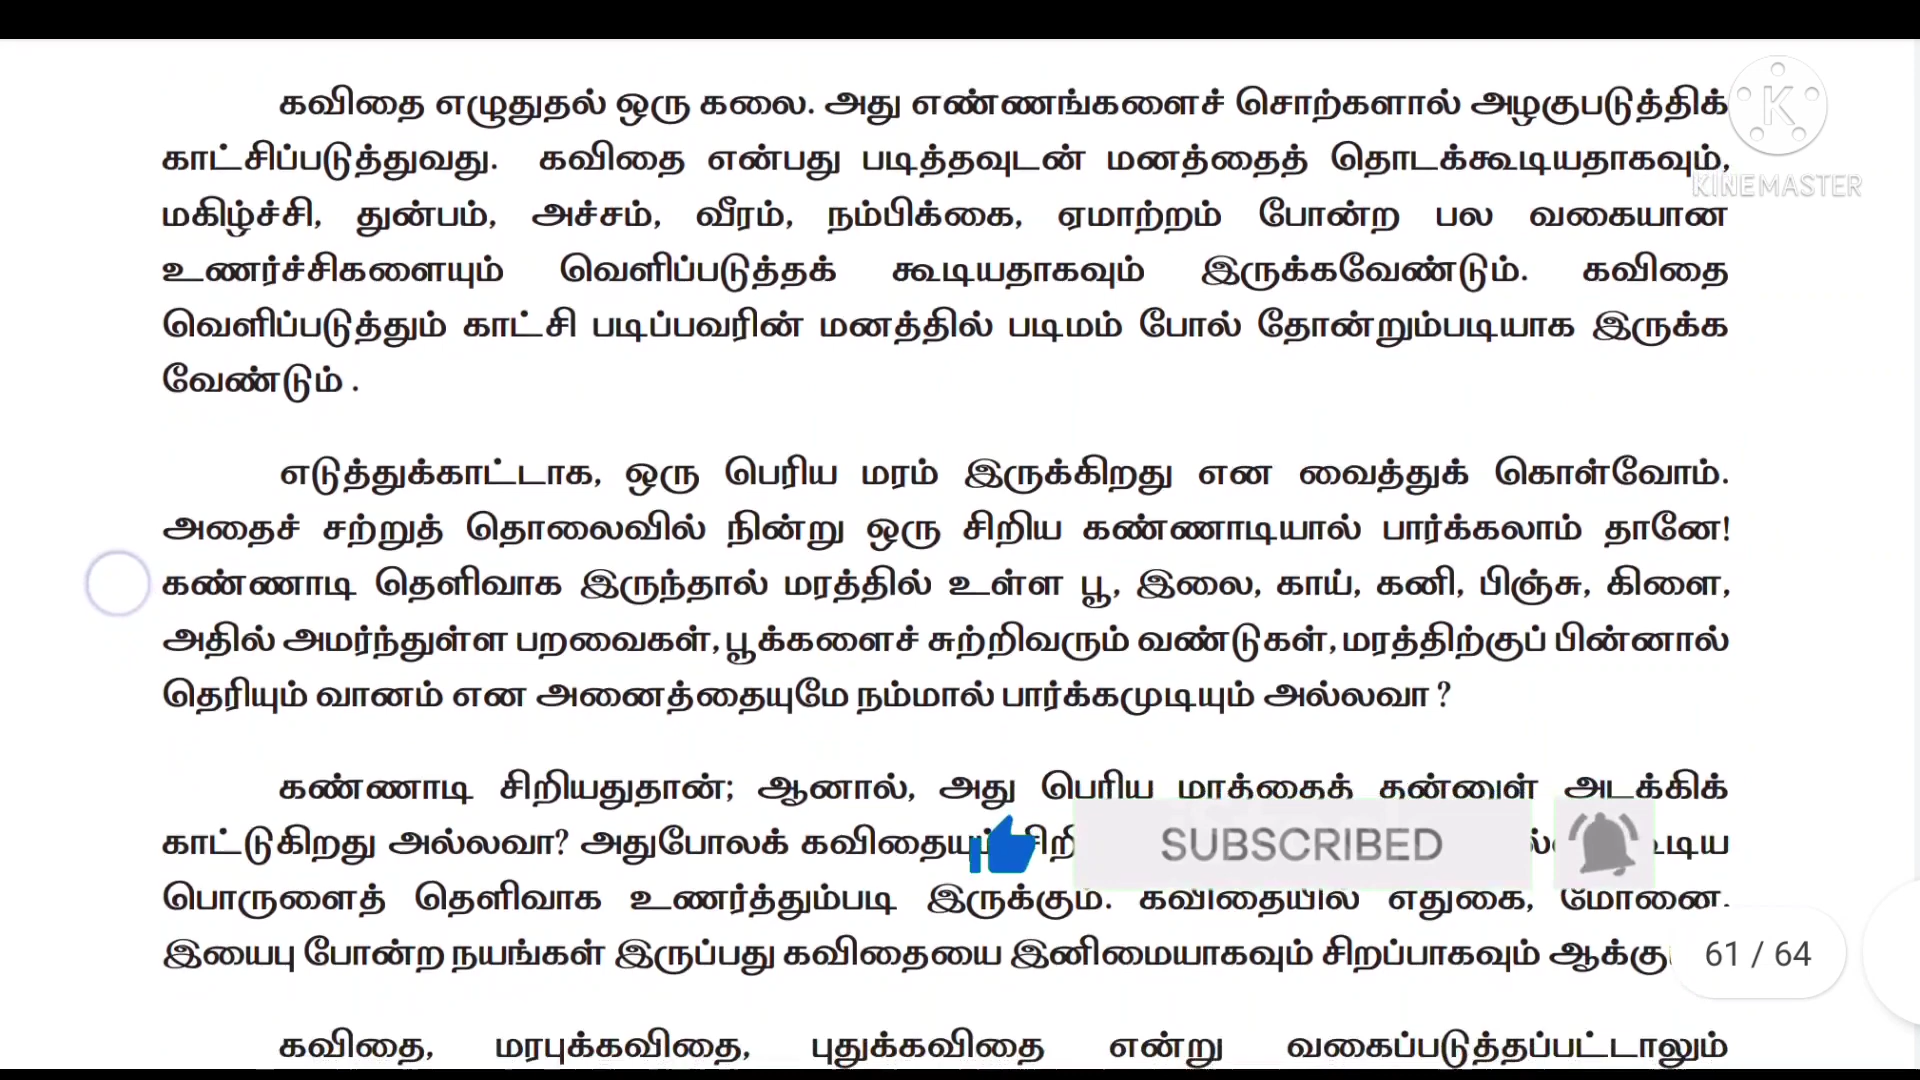 கவிதை எழுதுதல் ஒரு கலை. அது எண்ணங்களைச் சொற்களால் அழகுபடுத்திக்
காட்சிப்படுத்துவது. கவிதை என்பது படித்தவுடன் மனத்தைத் தொடக்கூடியதாகவும்,
மகிழ்ச்சி, துன்பம், அச்சம், வீரம், நம்பிக்கை, ஏமாற்றம் போன்ற பல வகையான
உணர்ச்சிகளையும் வெளிப்படுத்தக் கூடியதாகவும் இருக்கவேண்டும். கவிதை
வெளிப்படுத்தும் காட்சி படிப்பவரின் மனத்தில் படிமம் போல் தோன்றும்படியாக இருக்க
வேண்டும் .
K
KINEMASTER
எடுத்துக்காட்டாக, ஒரு பெரிய மரம் இருக்கிறது என வைத்துக் கொள்வோம்.
அதைச் சற்றுத் தொலைவில் நின்று ஒரு சிறிய கண்ணாடியால் பார்க்கலாம் தானே!
கண்ணாடி தெளிவாக இருந்தால் மரத்தில் உள்ள பூ, இலை, காய், கனி, பிஞ்சு, கிளை,
அதில் அமர்ந்துள்ள பறவைகள், பூக்களைச் சுற்றிவரும் வண்டுகள், மரத்திற்குப் பின்னால்
தெரியும் வானம் என அனைத்தையுமே நம்மால் பார்க்கமுடியும் அல்லவா ?
கண்ணாடி சிறியதுதான்; ஆனால், அது பெரிய மரத்தைத் தன்னுள் அடக்கிக்
காட்டுகிறது அல்லவா? அதுபோலக் கவிதையும்
SUBSCRIBED
பொருளைத் தெளிவாக உணர்த்தும்படி இருக்கும். கவிதையில் எதுகை, மோனை,
இயைபு போன்ற நயங்கள் இருப்பது கவிதையை இனிமையாகவும் சிறப்பாகவும்
61 / 64
கவிதை, மரபுக்கவிதை, புதுக்கவிதை என்று வகைப்படுத்தப்பட்டாலும்